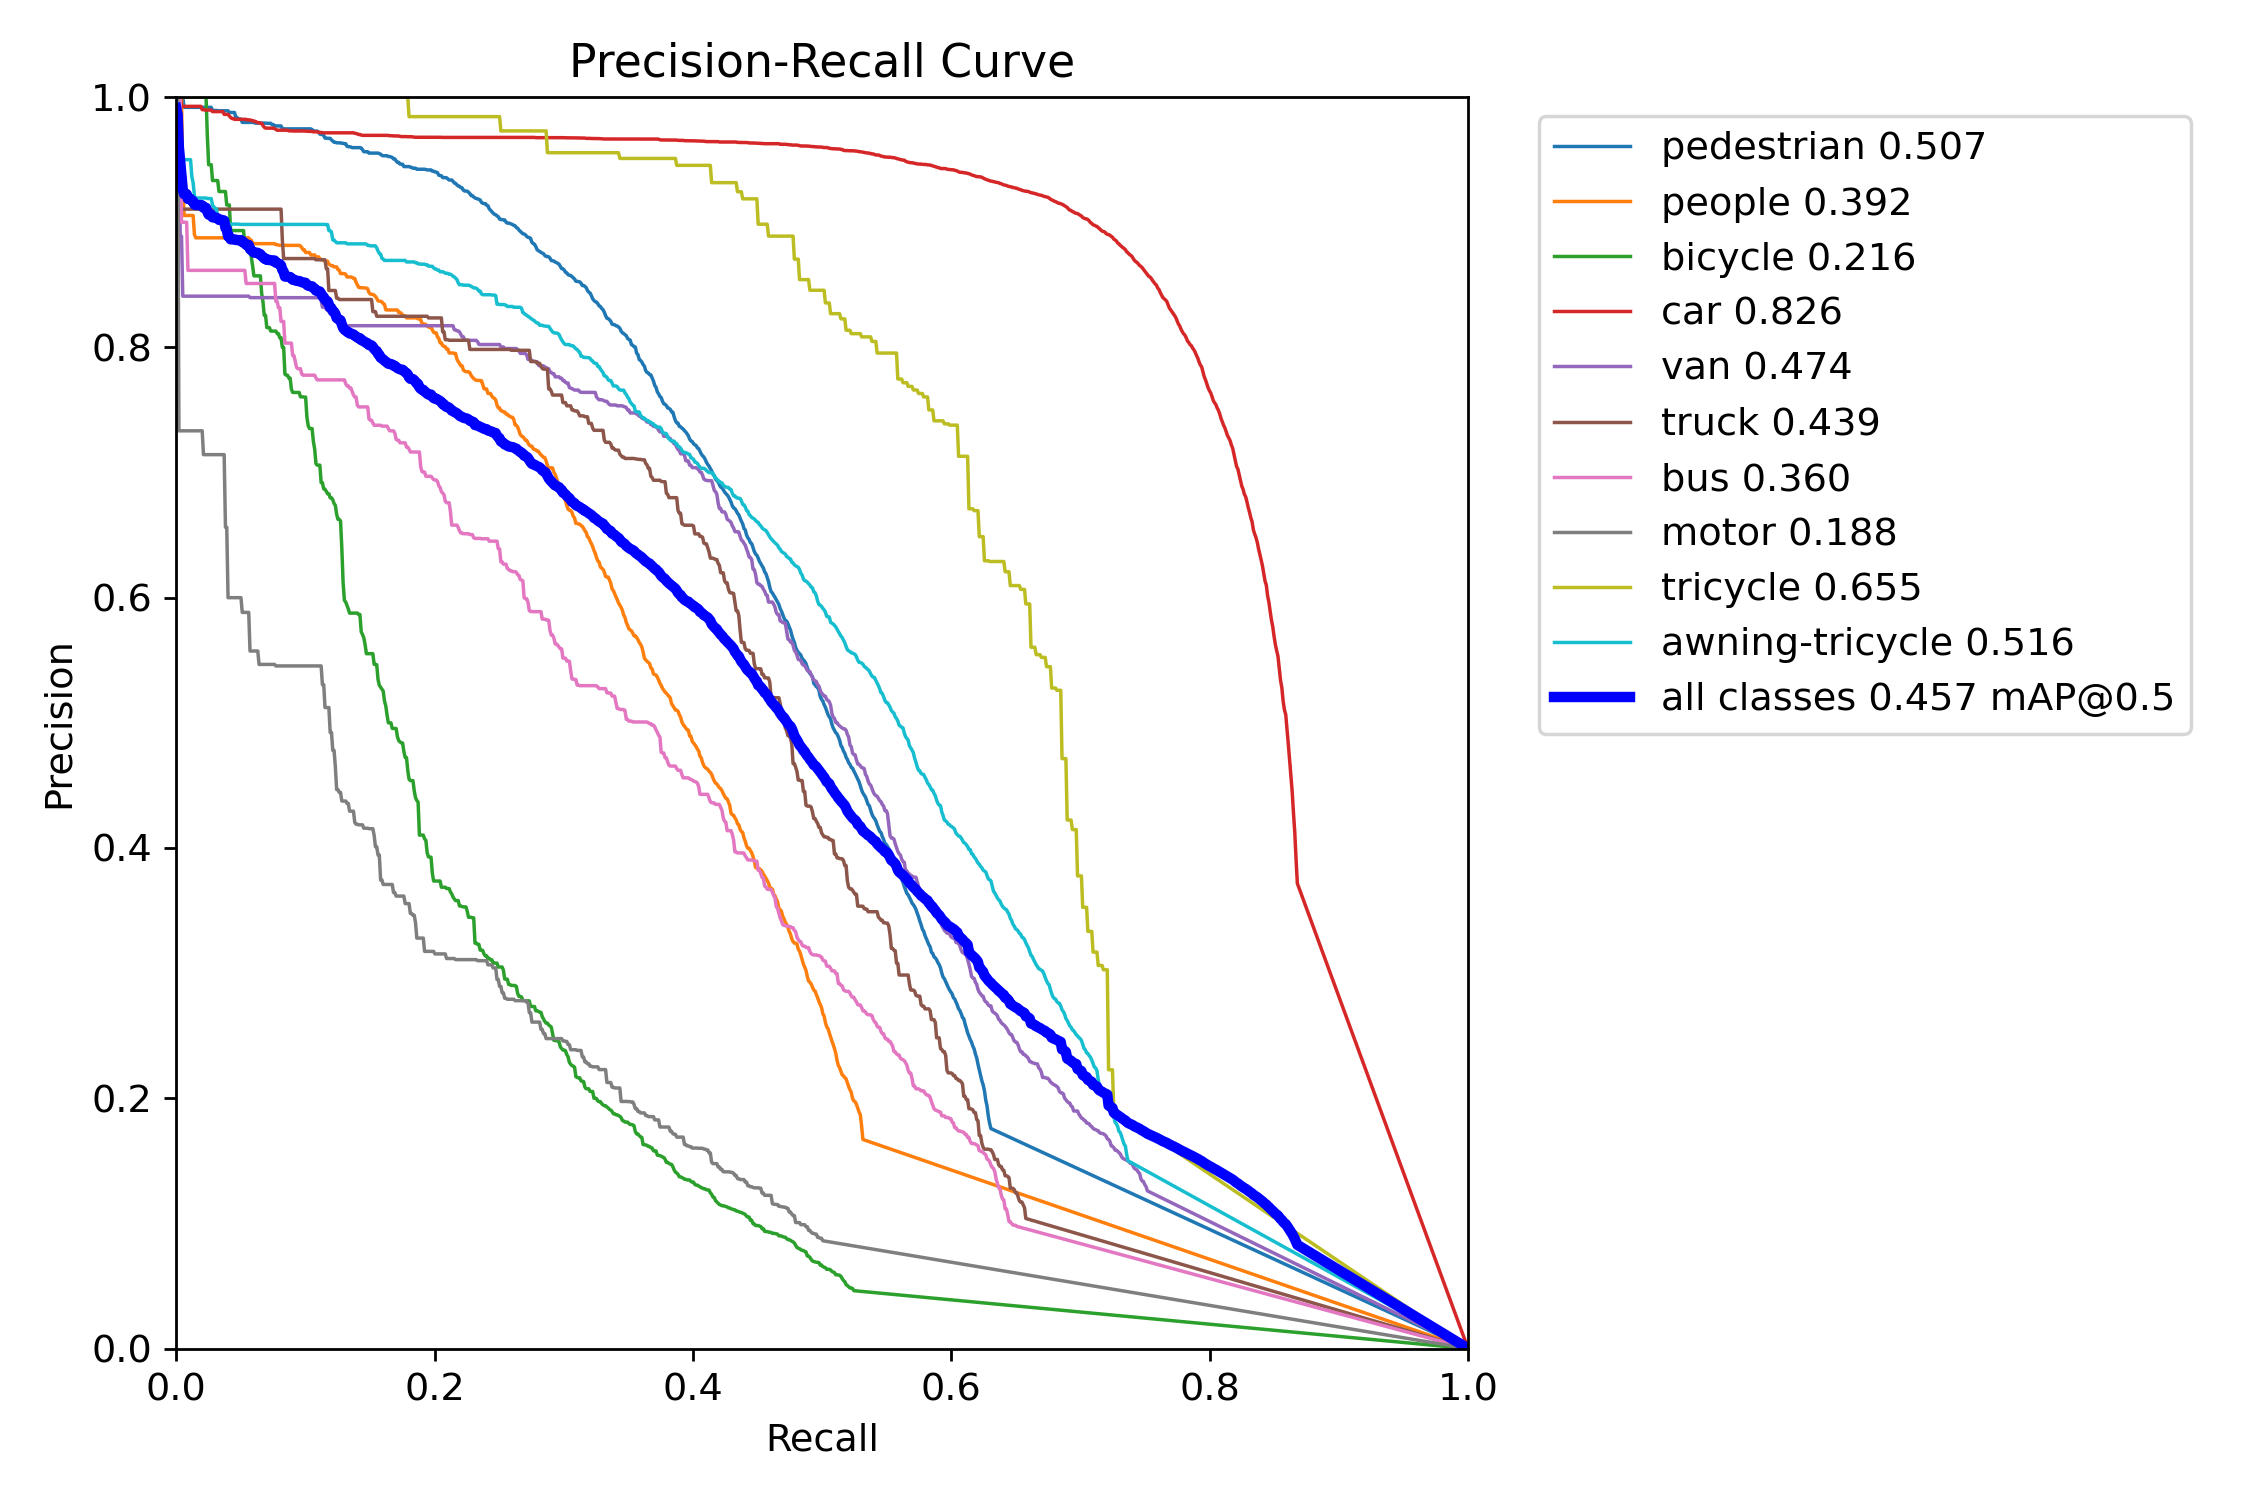 Precision-Recall Curve
1.0
0.8
0.6
0.4
0.2
0.0
Precision
0.0 0.2 0.4 0.6 0.8 1.0
Recall
pedestrian 0.507
people 0.392
bicycle 0.216
car 0.826
van 0.474
truck 0.439
bus 0.360
motor 0.188
tricycle 0.655
awning-tricycle 0.516
all classes 0.457 mAP@0.5